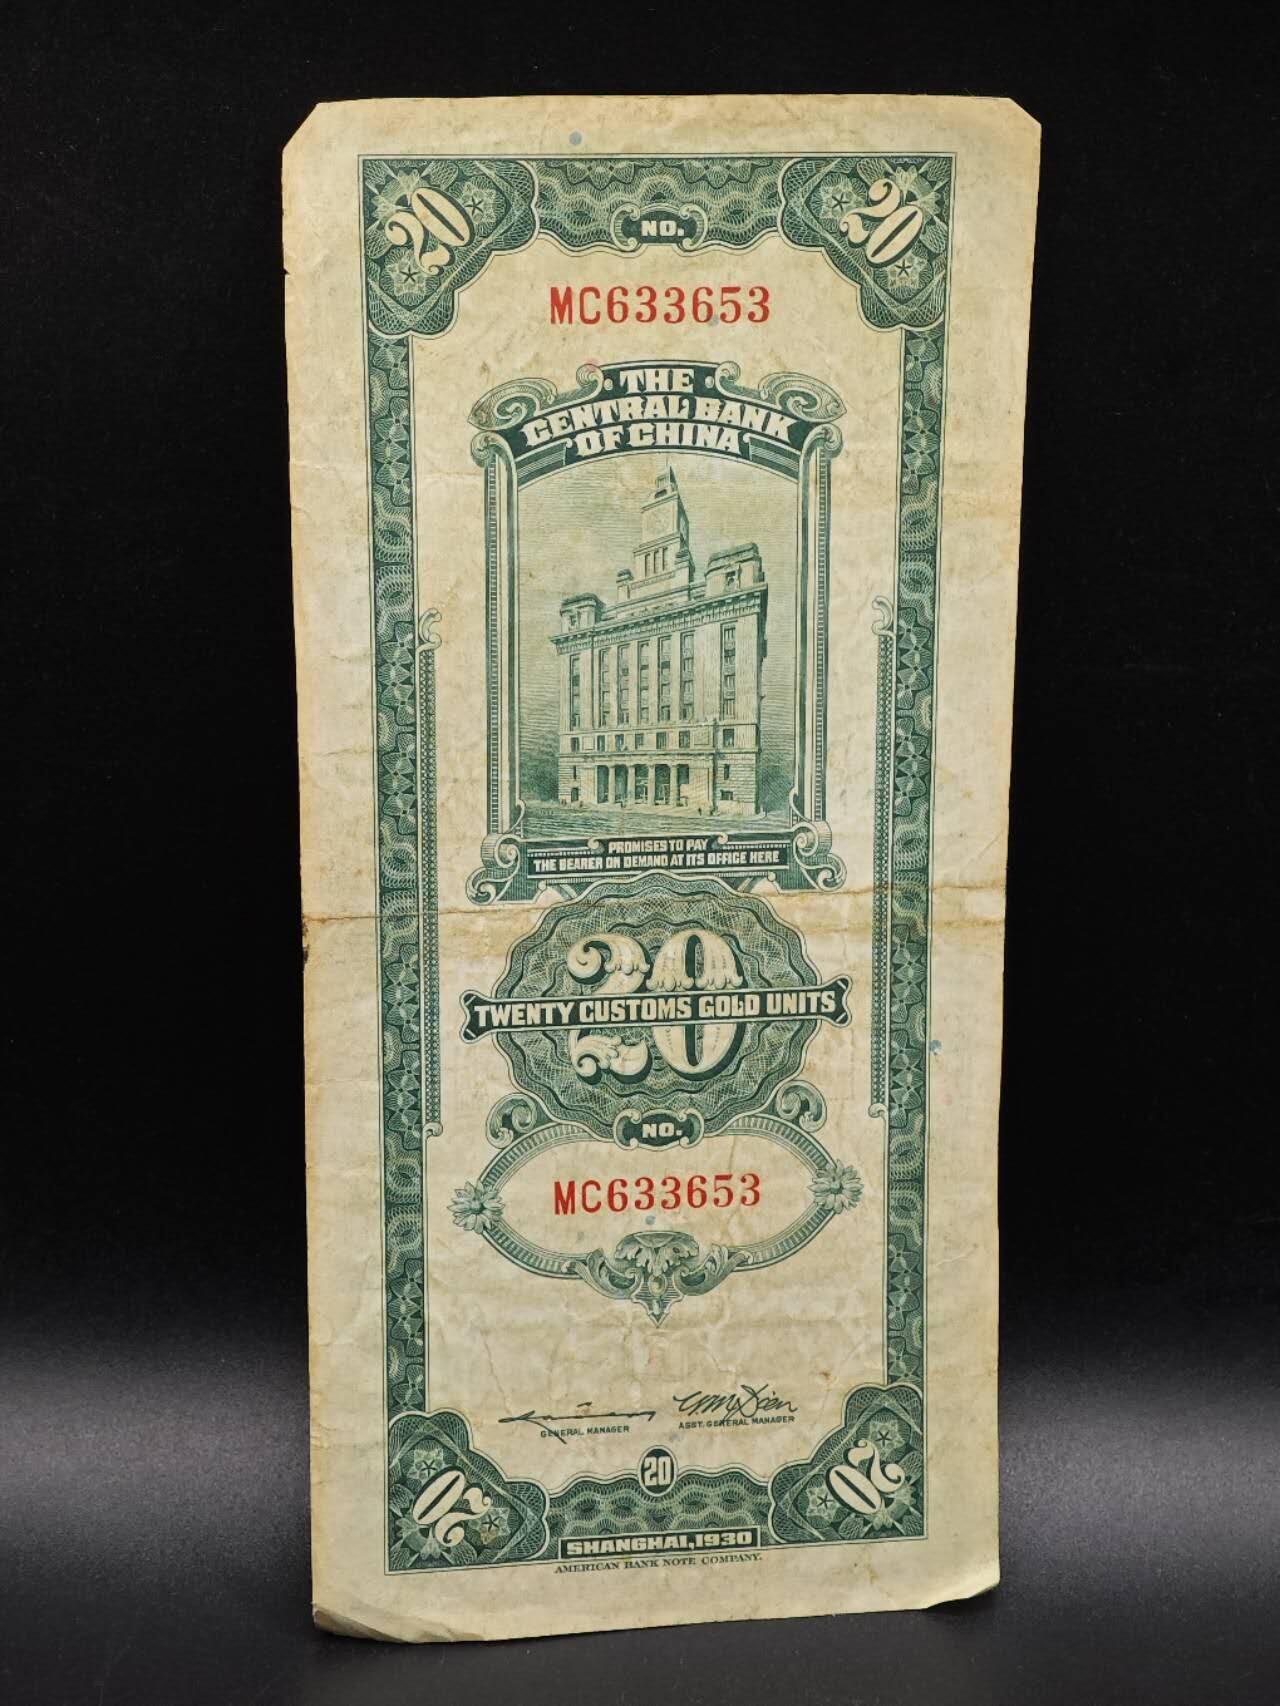 20 20
NO.
MC633653
THE
CENTRAL BANK
OF CHINA
PROMISES TO PAY
THE BEARER ON DEMAND AT ITS OFFICE HERE
20
TWENTY CUSTOMS GOLD UNITS
NO.
MC633653
GENERAL MANAGER
ASST. GENERAL MANAGER
20
20 20
SHANGHAI, 1930
AMERICAN BANK NOTE COMPANY.